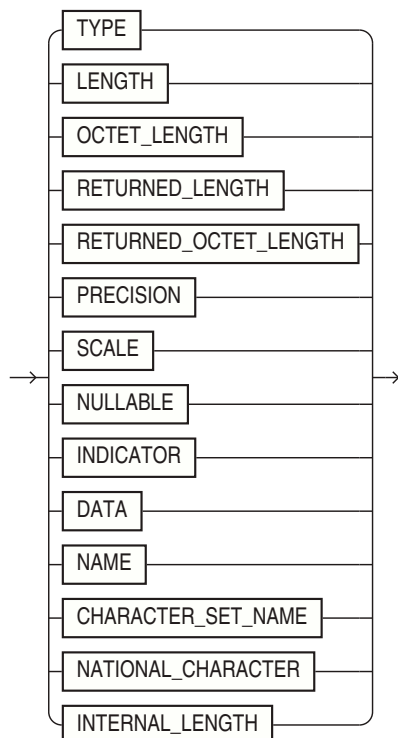 TYPE
LENGTH
OCTET_LENGTH
RETURNED_LENGTH
RETURNED_OCTET_LENGTH
PRECISION
SCALE
NULLABLE
INDICATOR
DATA
NAME
CHARACTER_SET_NAME
NATIONAL_CHARACTER
INTERNAL_LENGTH